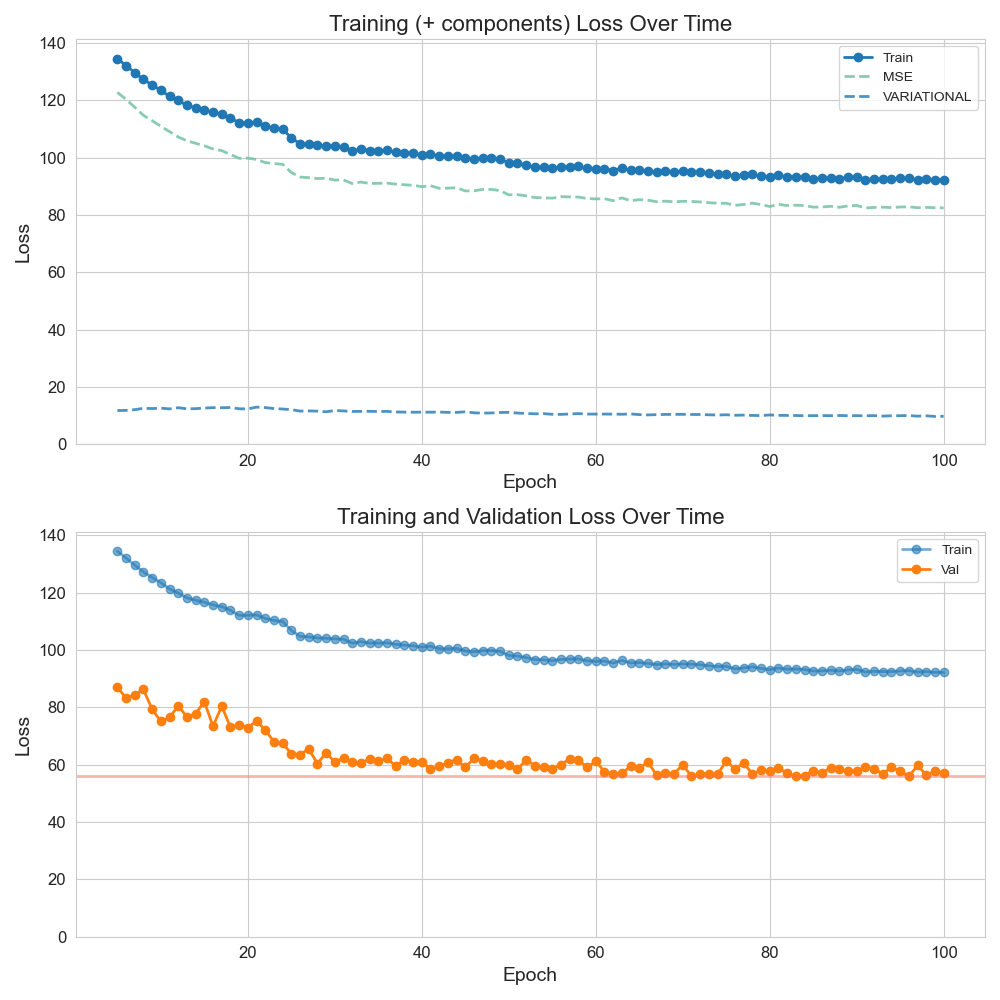 Training (+ components) Loss Over Time
140
120
100
80
60
40
20
0
Loss
Train
MSE
VARIATIONAL
20 40 60 80 100
Epoch
Training and Validation Loss Over Time
140
120
100
80
60
40
20
0
Loss
Train
Val
20 40 60 80 100
Epoch